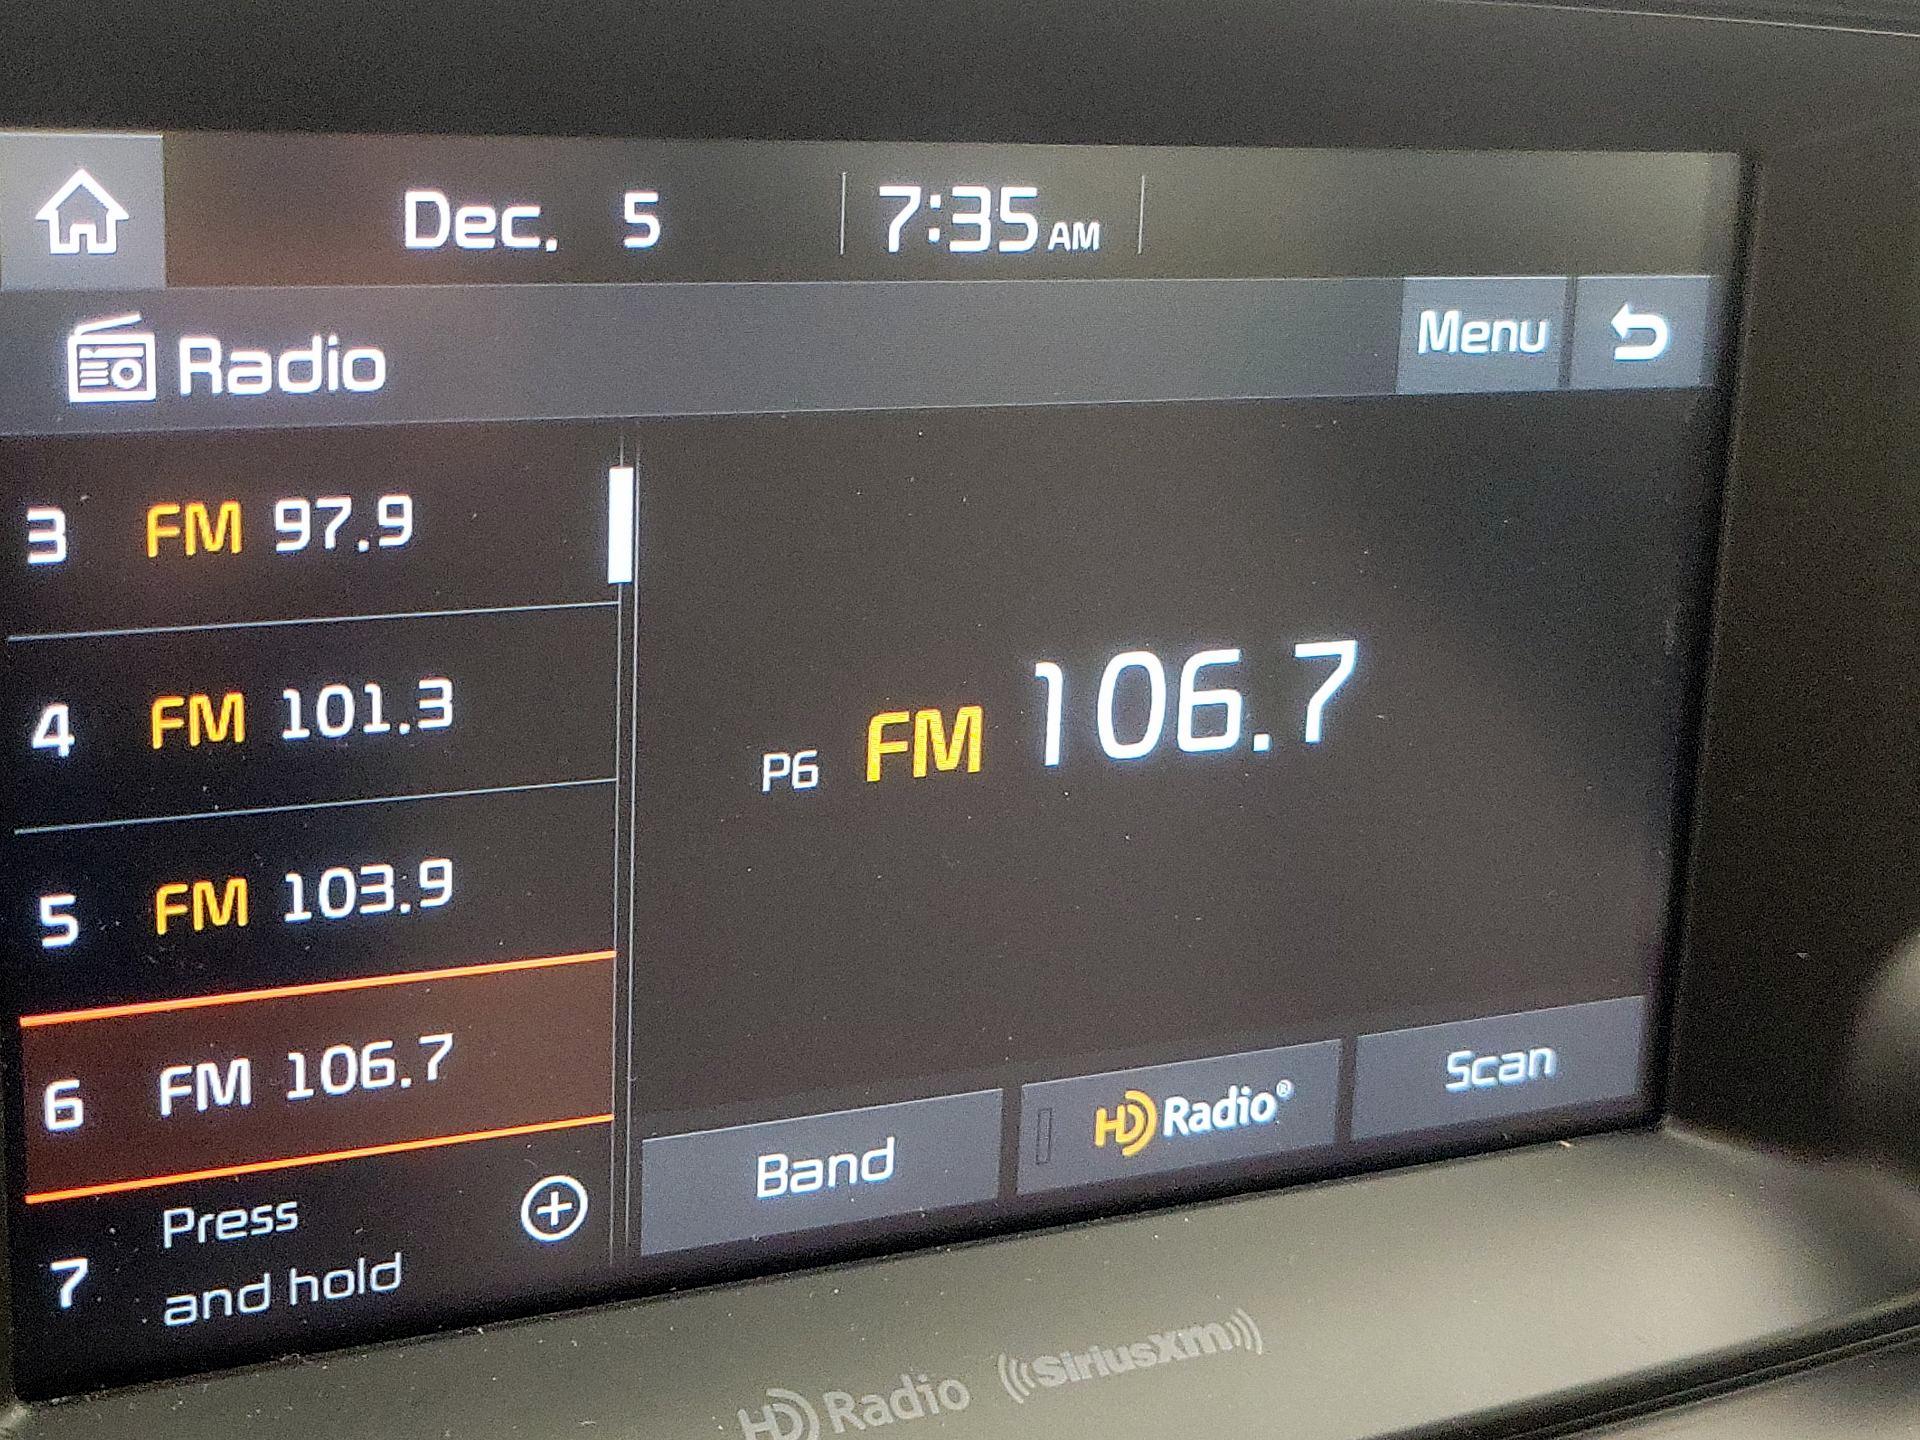 Dec. 5 7:35 AM
Radio Menu
3 FM 97.9
4 FM 101.3
5 FM 103.9
6 FM 106.7
7 Press and hold
P6 FM 106.7
Band HD Radio® Scan
HD Radio ((SiriusXM))